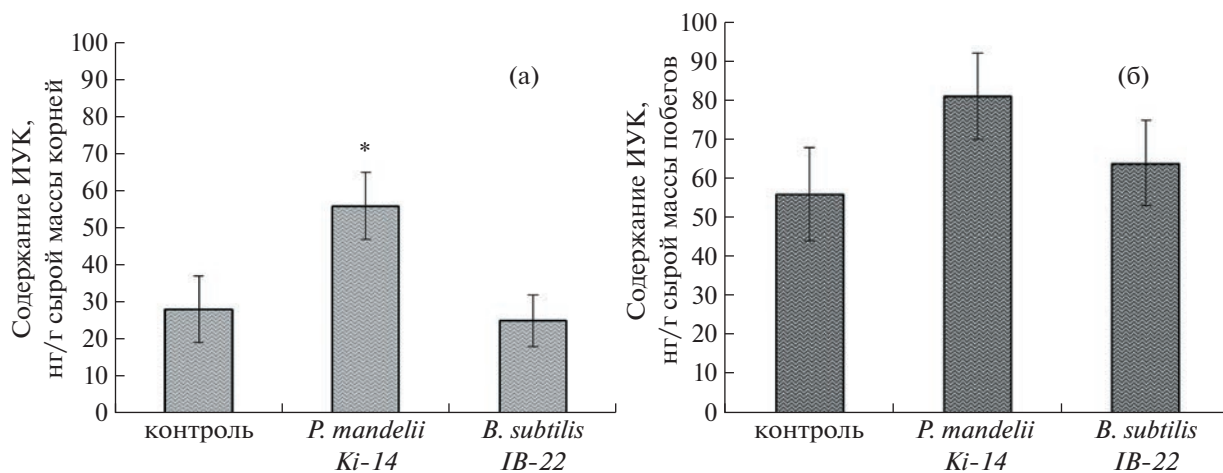 Содержание ИУК,
нг/г сырой массы корней
100
90
80
70
60
50
40
30
20
10
0
(а)
*
контроль
P. mandelii
Ki-14
B. subtilis
IB-22
Содержание ИУК,
нг/г сырой массы побегов
100
90
80
70
60
50
40
30
20
10
0
(б)
контроль
P. mandelii
Ki-14
B. subtilis
IB-22